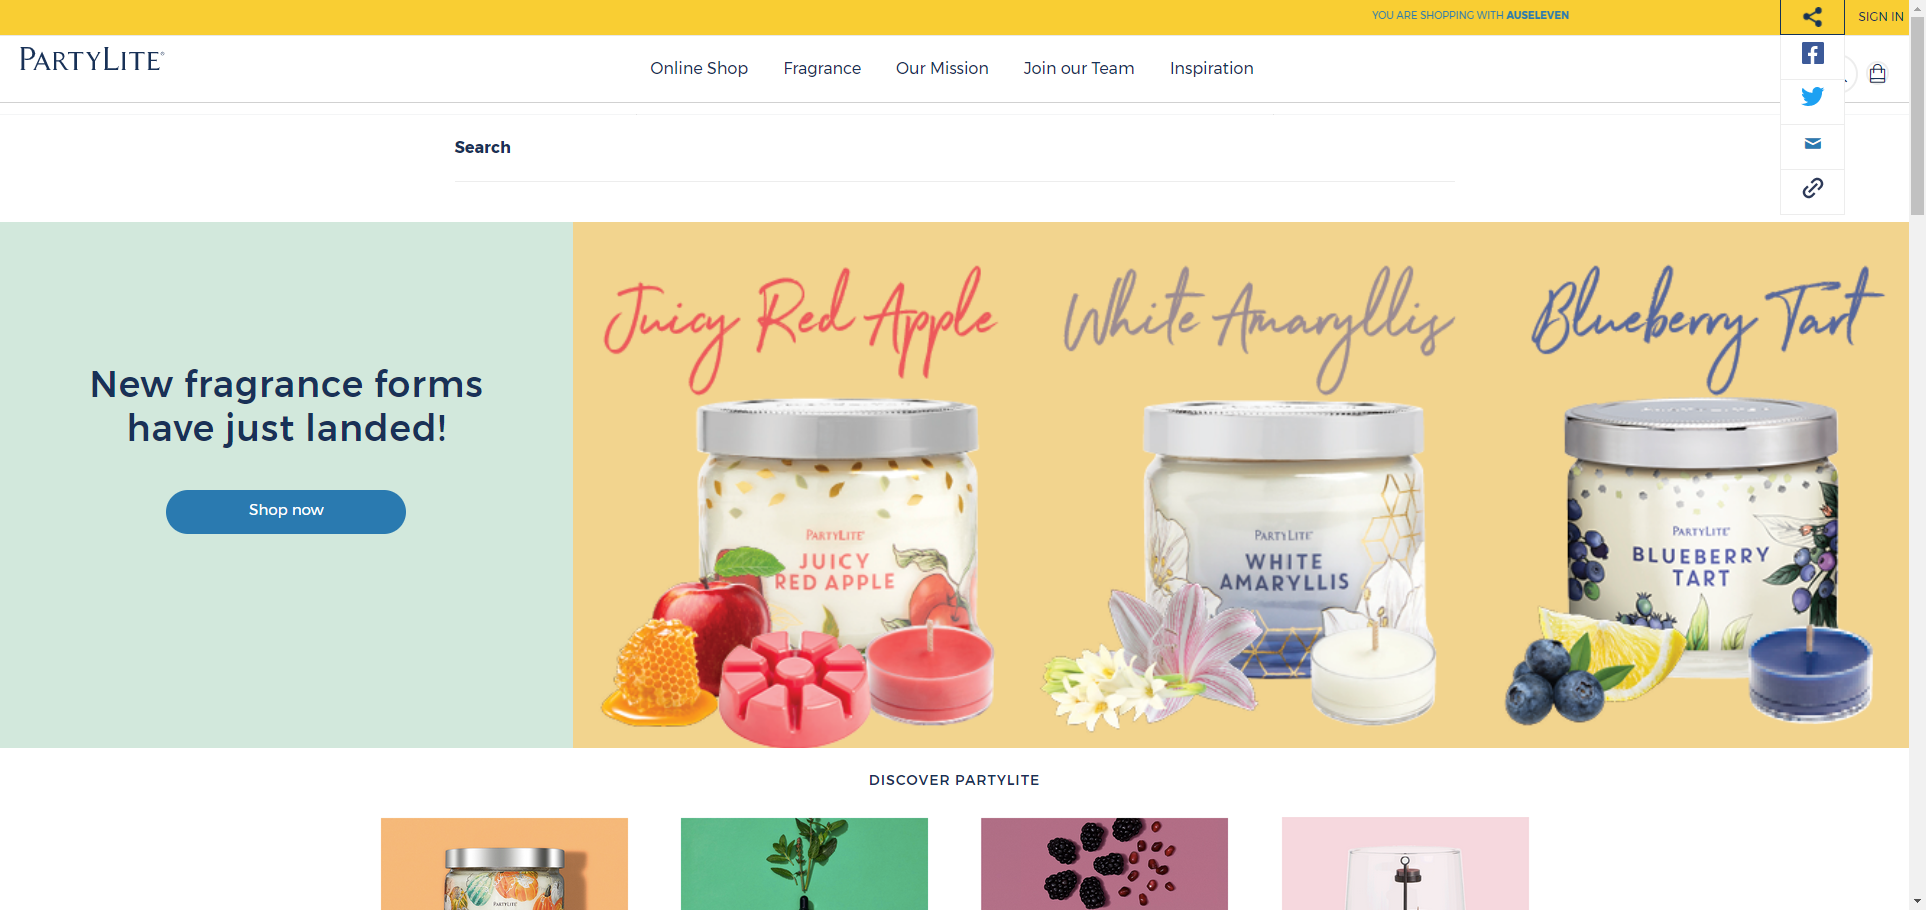 YOU ARE SHOPPING WITH AUSELEVEN
SIGN IN
PARTYLITE®
Online Shop
Fragrance
Our Mission
Join our Team
Inspiration
Search
New fragrance forms
have just landed!
Shop now
Juicy Red Apple
White Amaryllis
Blueberry Tart
PARTYLITE
JUICY
RED APPLE
PARTYLITE
WHITE
AMARYLLIS
PARTYLITE
BLUEBERRY
TART
DISCOVER PARTYLITE
PARTYLITE